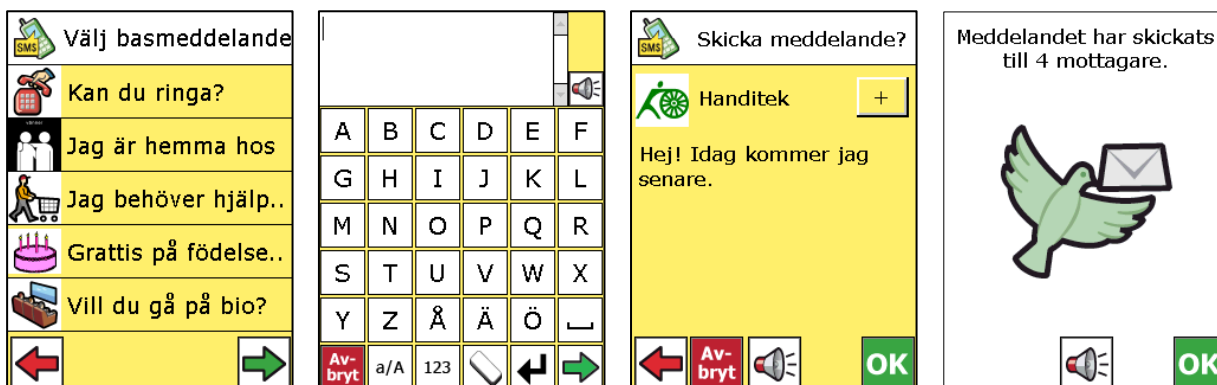 SMS Välj basmeddelande
Kan du ringa?
Jag är hemma hos
Jag behöver hjälp..
Grattis på födelse..
Vill du gå på bio?
A B C D E F
G H I J K L
M N O P Q R
S T U V W X
Y Z Å Ä Ö
Av-
bryt a/A 123
SMS Skicka meddelande?
Handitek +
Hej! Idag kommer jag
senare.
Av-
bryt OK
Meddelandet har skickats
till 4 mottagare.
OK